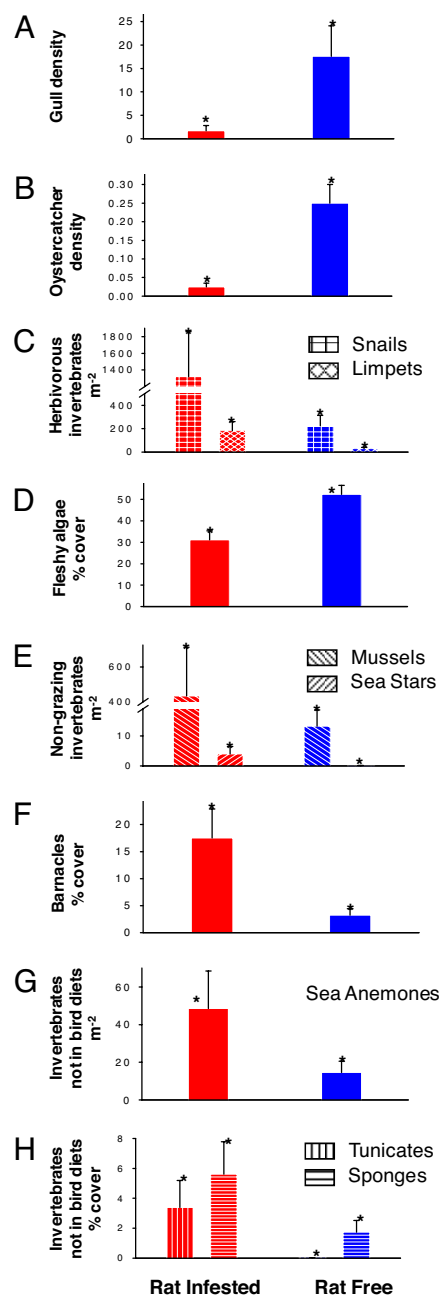 A
Gull density
25
20
15
10
5
0
*
*
B
Oystercatcher
density
0.30
0.25
0.20
0.15
0.10
0.05
0.00
*
*
C
Herbivorous
invertebrates
m-2
1800
1600
1400
400
200
0
*
*
*
*
Snails
Limpets
D
Fleshy algae
% cover
50
40
30
20
10
0
*
*
E
Non-grazing
invertebrates
m-2
600
400
10
0
*
*
*
*
Mussels
Sea Stars
F
Barnacles
% cover
20
15
10
5
0
*
*
G
Invertebrates
not in bird diets
m-2
60
40
20
0
*
*
Sea Anemones
H
Invertebrates
not in bird diets
% cover
8
6
4
2
0
*
*
*
*
Tunicates
Sponges
Rat Infested
Rat Free